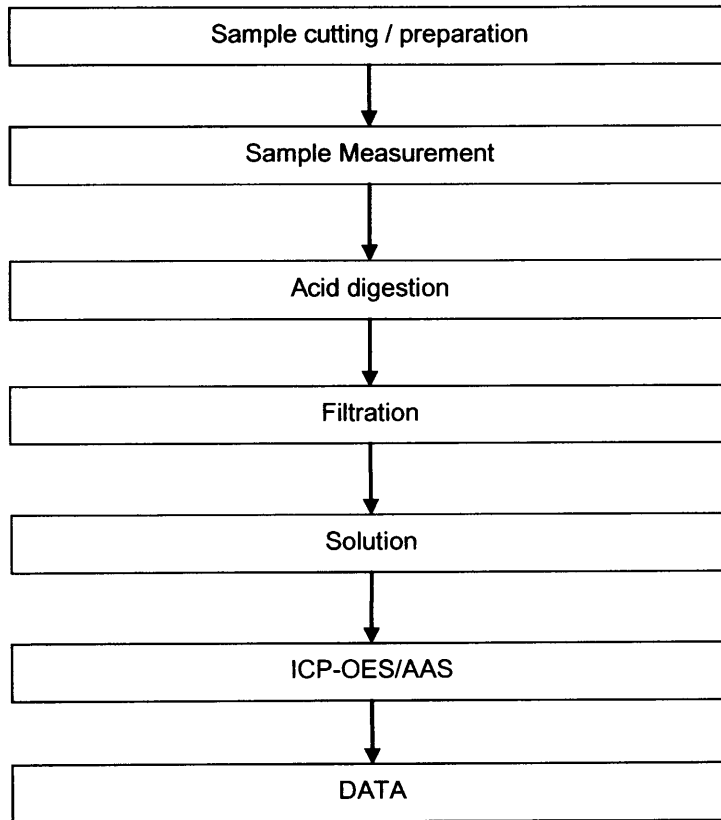 Sample cutting / preparation
Sample Measurement
Acid digestion
Filtration
Solution
ICP-OES/AAS
DATA